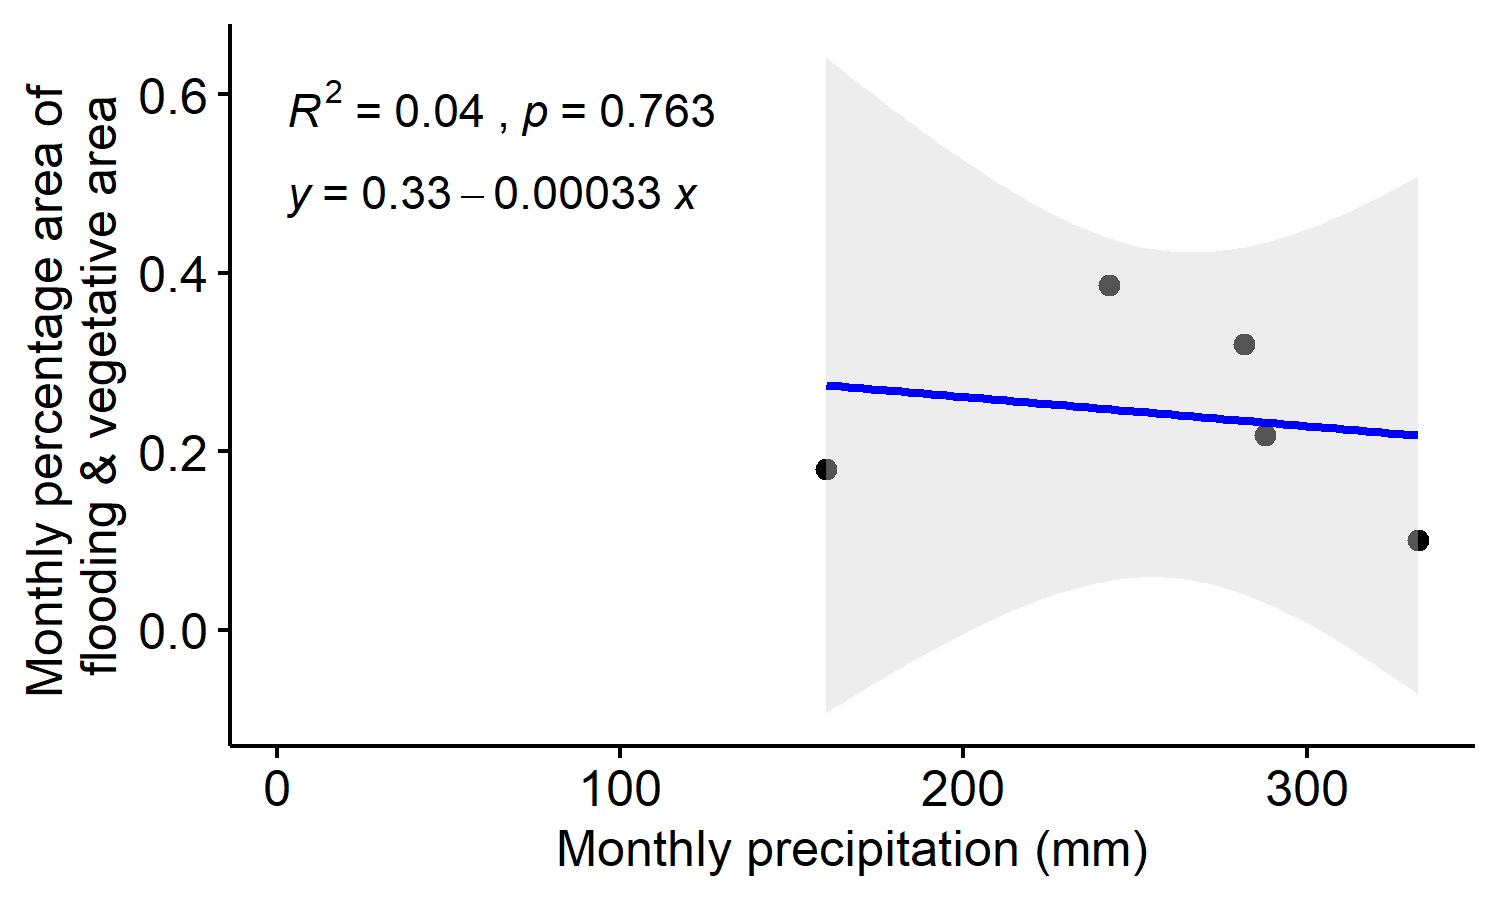 Monthly percentage area of
flooding & vegetative area
0.6
0.4
0.2
0.0
R² = 0.04 , p = 0.763
y = 0.33 – 0.00033 x
0 100 200 300
Monthly precipitation (mm)